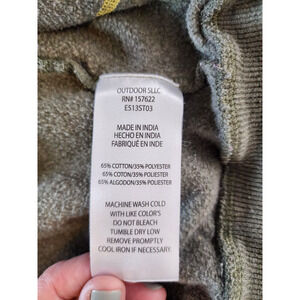 OUTDOOR SLLC
RN# 157622
E513ST03
MADE IN INDIA
HECHO EN INDIA
FABRIQUÉ EN INDE
65% COTTON/35% POLYESTER
65% COTON/35% POLYESTER
65% ALGODON/35% POLYESTER
MACHINE WASH COLD
WITH LIKE COLOR'S
DO NOT BLEACH
TUMBLE DRY LOW
REMOVE PROMPTLY
COOL IRON IF NECESSARY.